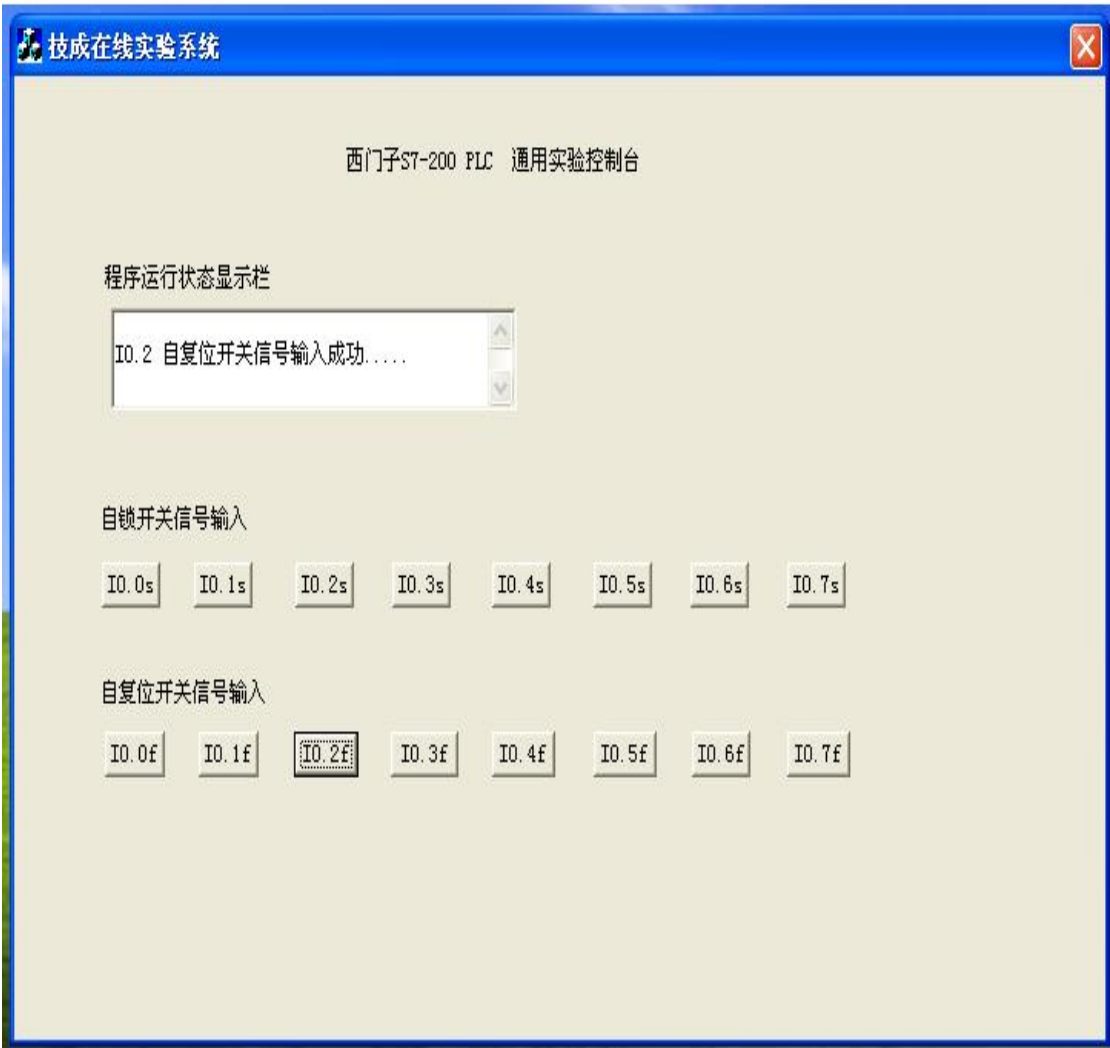 技成在线实验系统
西门子S7-200 PLC 通用实验控制台
程序运行状态显示栏
I0.2 自复位开关信号输入成功.....
自锁开关信号输入
I0.0s I0.1s I0.2s I0.3s I0.4s I0.5s I0.6s I0.7s
自复位开关信号输入
I0.0f I0.1f I0.2f I0.3f I0.4f I0.5f I0.6f I0.7f